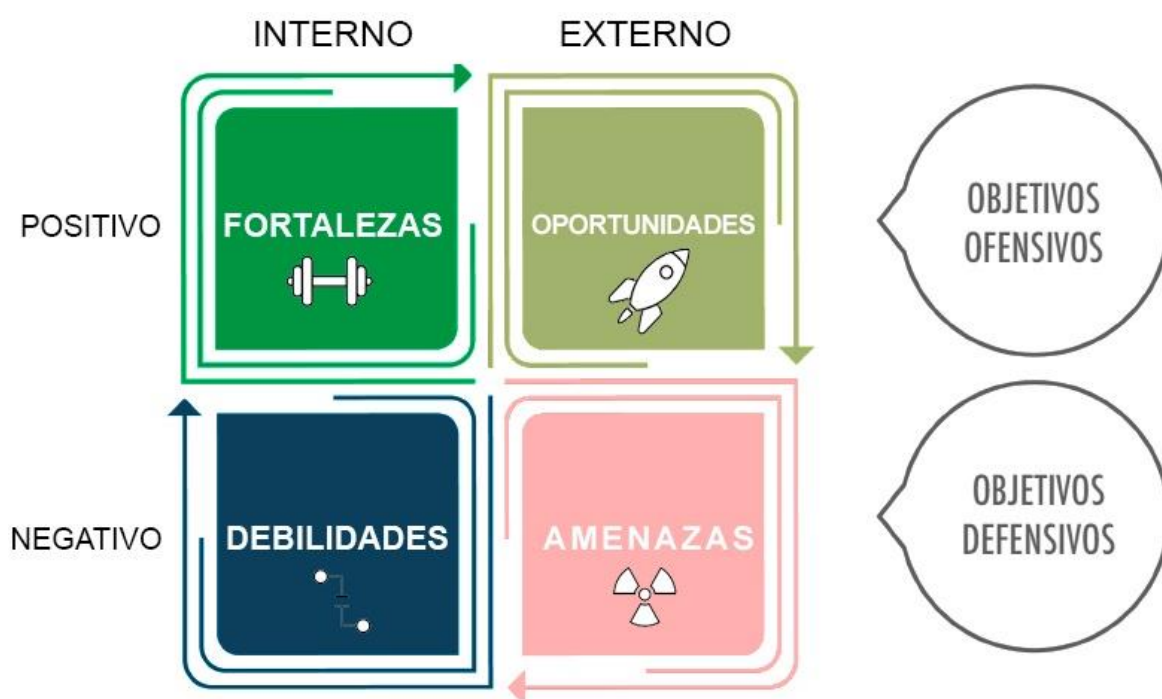 INTERNO
EXTERNO
POSITIVO
FORTALEZAS
OPORTUNIDADES
OBJETIVOS
OFENSIVOS
NEGATIVO
DEBILIDADES
AMENAZAS
OBJETIVOS
DEFENSIVOS